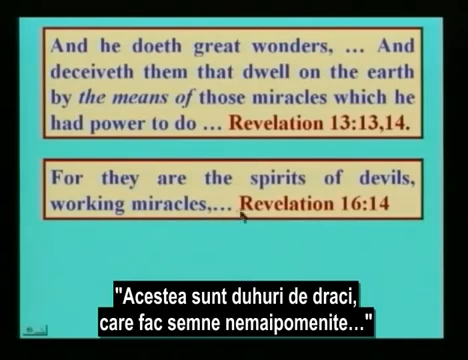 And he doeth great wonders, … And
deceiveth them that dwell on the earth
by the means of those miracles which he
had power to do … Revelation 13:13,14.
For they are the spirits of devils,
working miracles,… Revelation 16:14
"Acestea sunt duhuri de draci,
care fac semne nemaipomenite…"